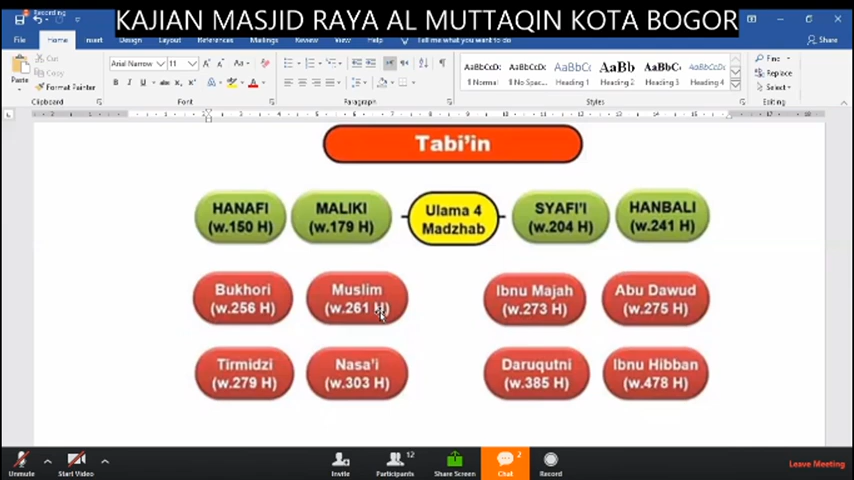 KAJIAN MASJID RAYA AL MUTTAQIN KOTA BOGOR
Recording
File
Home
Insert
Design
Layout
References
Mailings
Review
View
Tell me what you want to do
Share
Paste
Cut
Copy
Format Painter
Clipboard
Arial Narrow
11
Font
Paragraph
AaBbCcDc
AaBbCcDc
AaBbC
AaBb
AaBbC
AaBbCc
¶ Normal
¶ No Spac...
Heading 1
Heading 2
Heading 3
Heading 4
Styles
Find
Replace
Select
Editing
Tabi'in
HANAFI
(w.150 H)
MALIKI
(w.179 H)
Ulama 4
Madzhab
SYAFI'I
(w.204 H)
HANBALI
(w.241 H)
Bukhori
(w.256 H)
Muslim
(w.261 H)
Ibnu Majah
(w.273 H)
Abu Dawud
(w.275 H)
Tirmidzi
(w.279 H)
Nasa'i
(w.303 H)
Daruqutni
(w.385 H)
Ibnu Hibban
(w.478 H)
Unmute
Start Video
Invite
12
Participants
Share Screen
2
Chat
Record
Leave Meeting